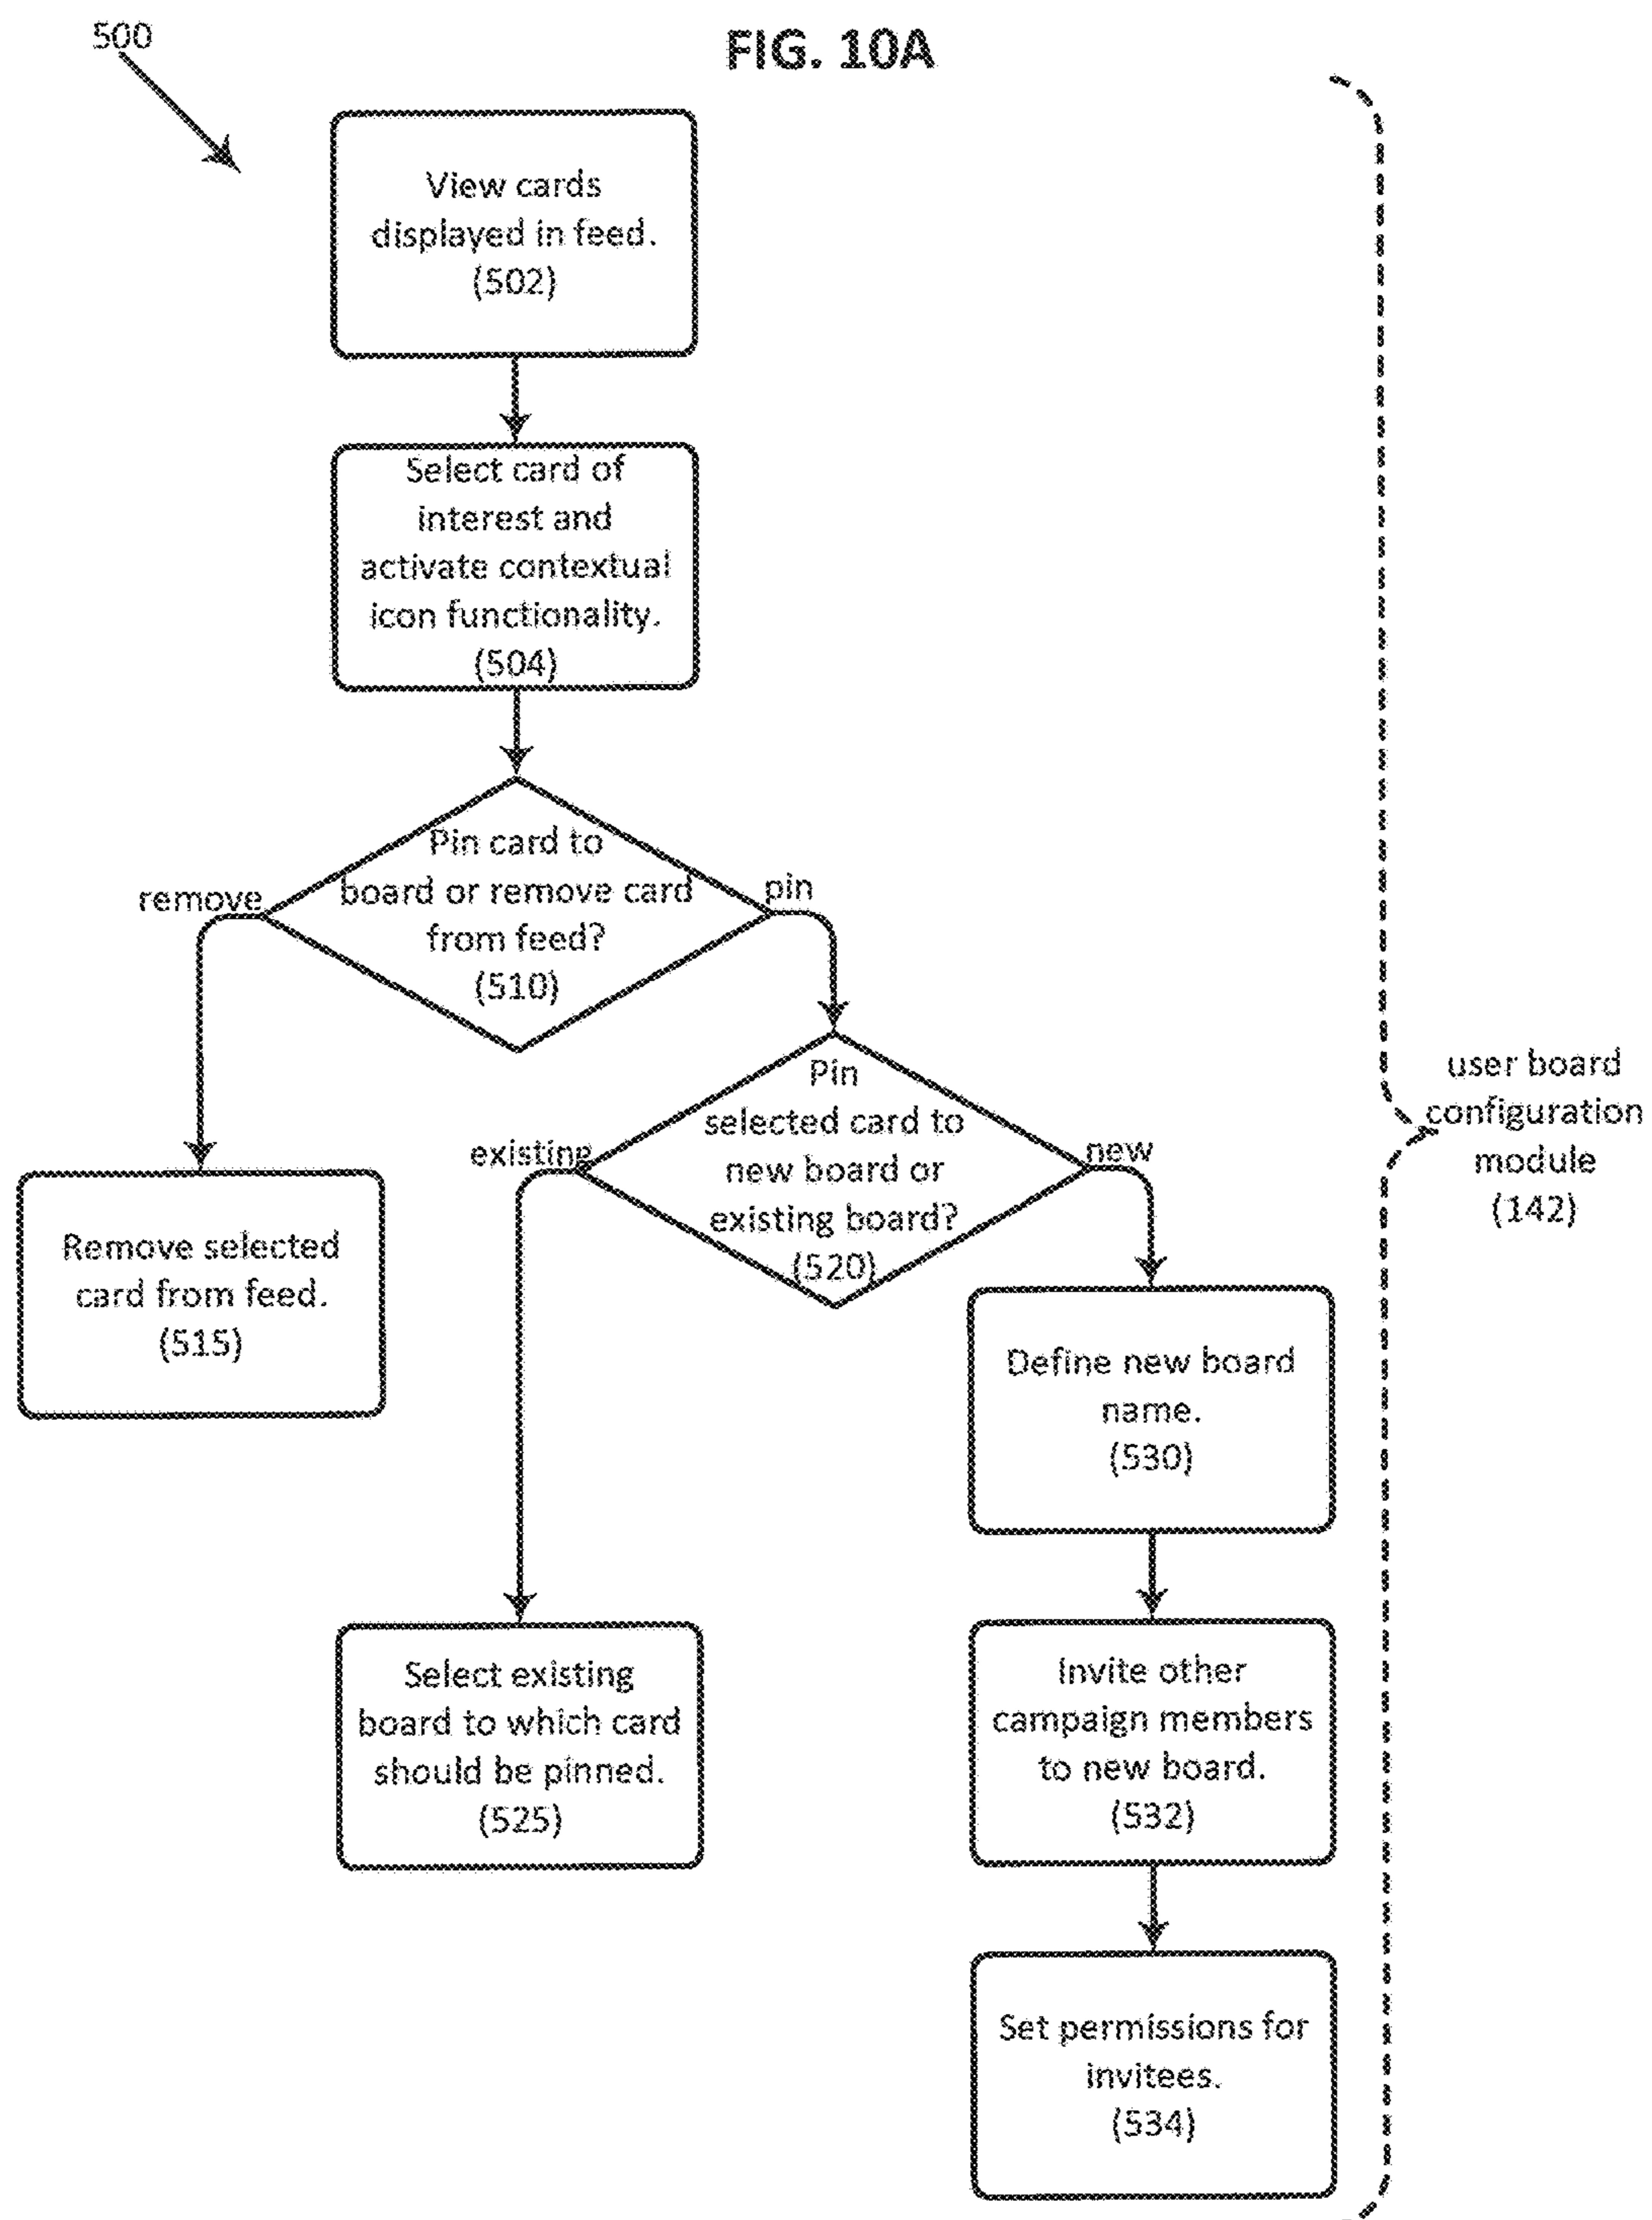 500
FIG. 10A
View cards
displayed in feed.
(502)
Select card of
interest and
activate contextual
icon functionality.
(504)
Pin card to
board or remove card
from feed?
(510)
remove
pin
Pin
selected card to
new board or
existing board?
(520)
existing
new
user board
configuration
module
(142)
Remove selected
card from feed.
(515)
Define new board
name.
(530)
Select existing
board to which card
should be pinned.
(525)
Invite other
campaign members
to new board.
(532)
Set permissions for
invitees.
(534)